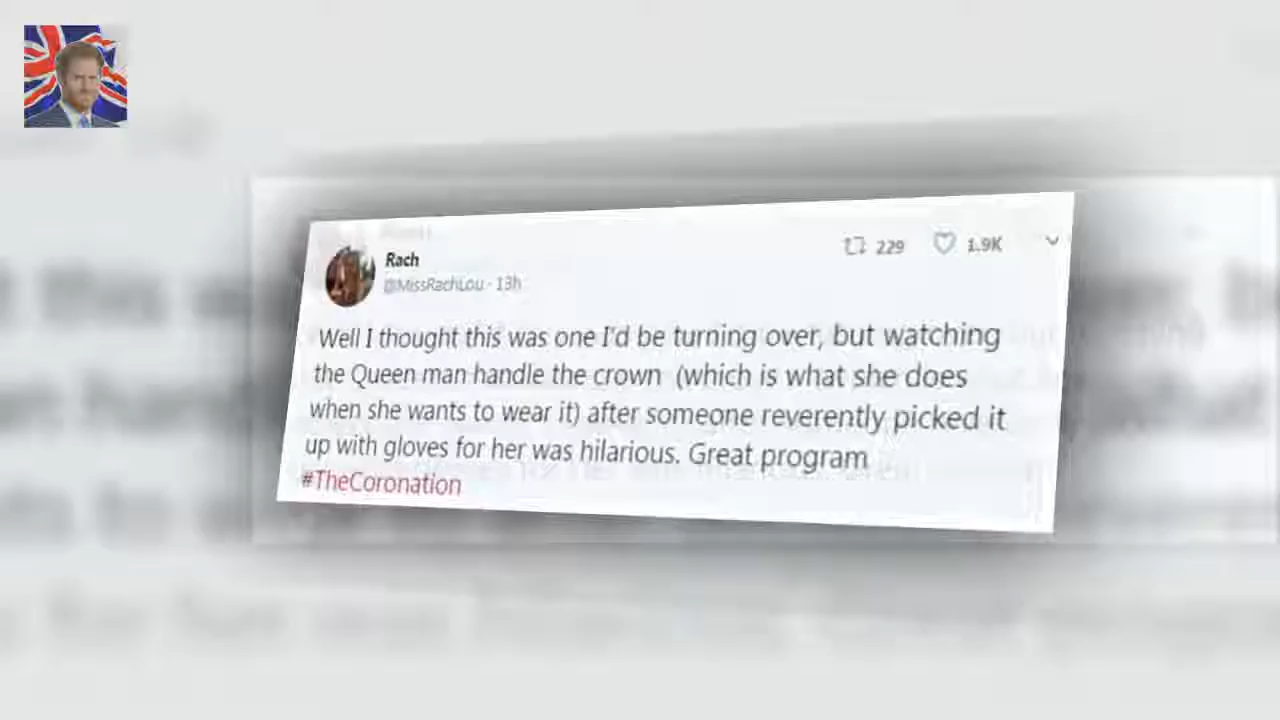 Rach
229
1.9K
@MissRachLou · 13h
Well I thought this was one I'd be turning over, but watching
the Queen man handle the crown (which is what she does
when she wants to wear it) after someone reverently picked it
up with gloves for her was hilarious. Great program
#TheCoronation